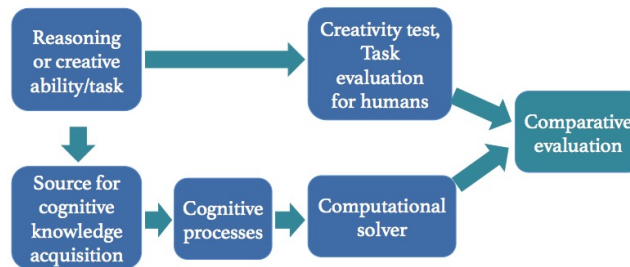 Reasoning
or creative
ability/task
Creativity test,
Task
evaluation
for humans
Comparative
evaluation
Source for
cognitive
knowledge
acquisition
Cognitive
processes
Computational
solver